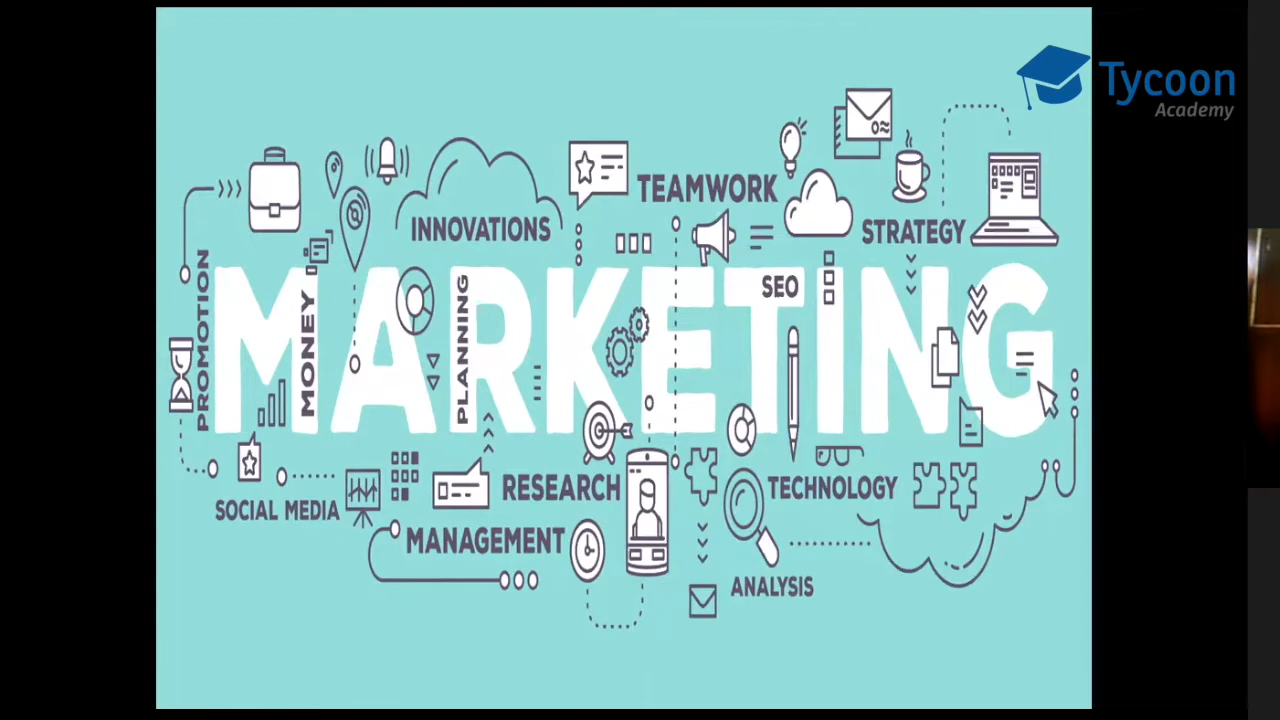 Tycoon
Academy
TEAMWORK
INNOVATIONS
STRATEGY
PROMOTION
MONEY
PLANNING
SEO
MARKETING
RESEARCH
TECHNOLOGY
SOCIAL MEDIA
MANAGEMENT
ANALYSIS